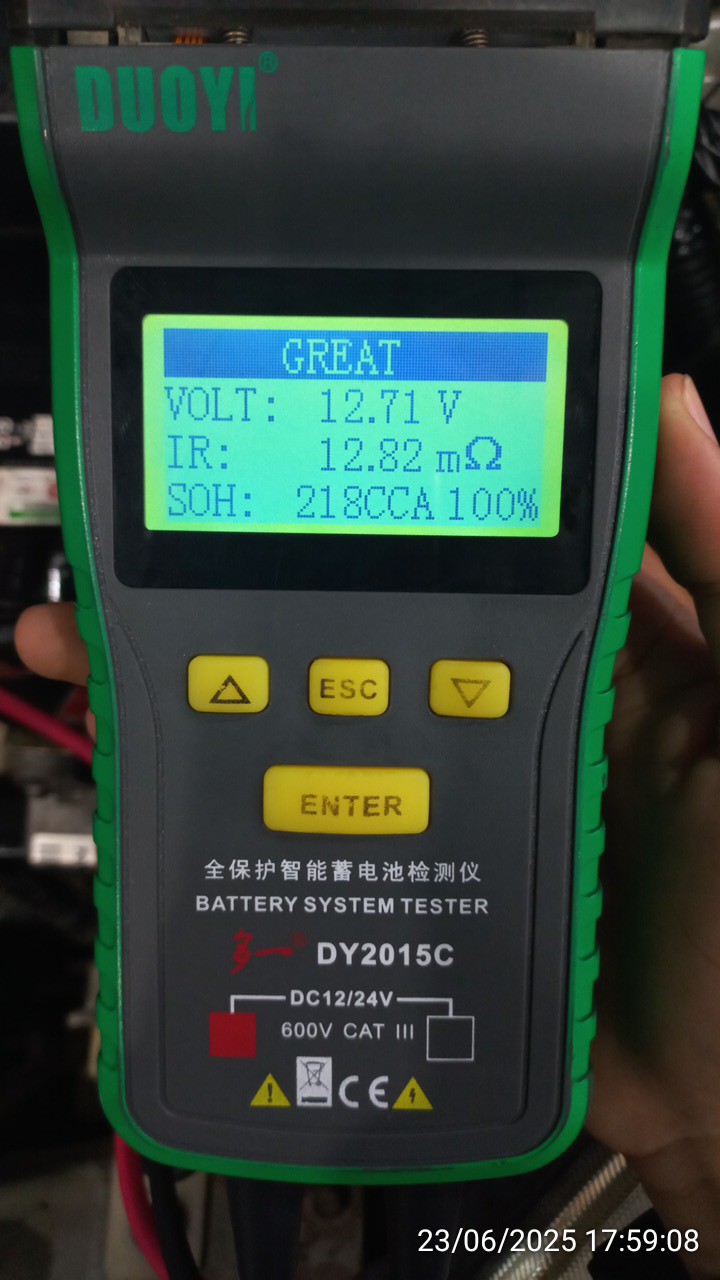 DUOYI®
GREAT
VOLT: 12.71 V
IR: 12.82 mΩ
SOH: 218CCA 100%
ESC
ENTER
全保护智能蓄电池检测仪
BATTERY SYSTEM TESTER
多一® DY2015C
DC12/24V
600V CAT III
CE
23/06/2025 17:59:08